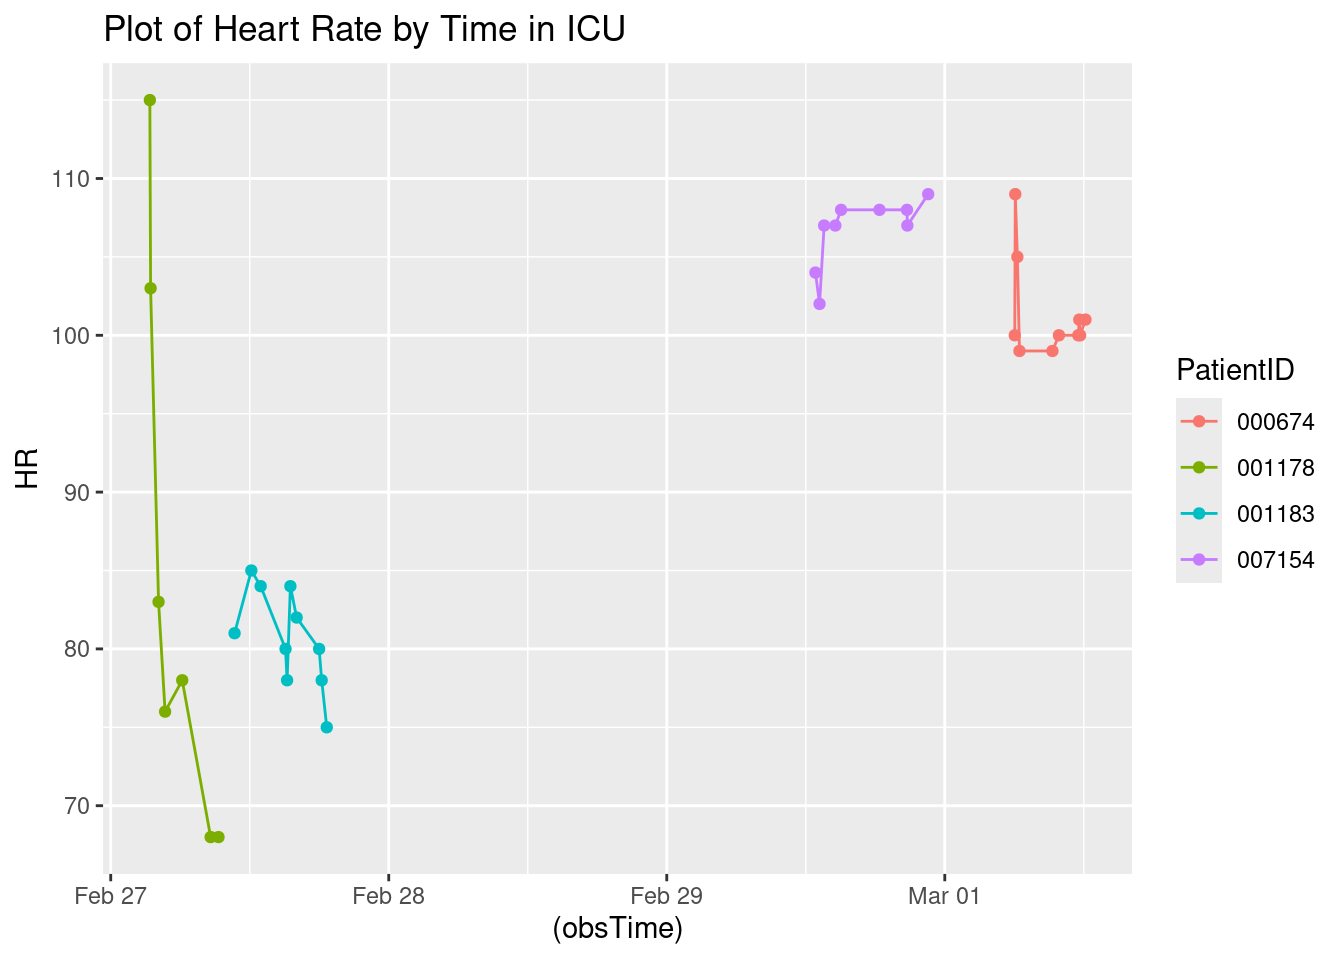 Plot of Heart Rate by Time in ICU
HR
110
100
90
80
70
Feb 27
Feb 28
Feb 29
Mar 01
(obsTime)
PatientID
000674
001178
001183
007154